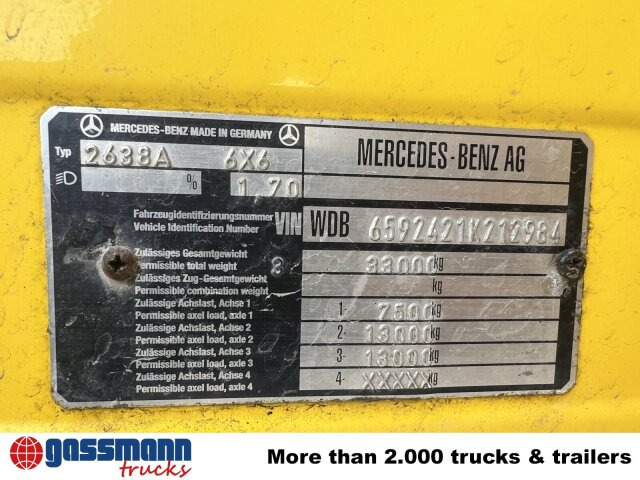 MERCEDES-BENZ MADE IN GERMANY
Typ 2638A 6X6
% 1 70
MERCEDES-BENZ AG
Fahrzeugidentifizierungsnummer
Vehicle Identification Number VIN WDB 6592421K212984
Zulässiges Gesamtgewicht
Permissible total weight 3 33000 kg
Zulässiges Zug-Gesamtgewicht
Permissible combination weight kg
Zulässige Achslast, Achse 1
Permissible axel load, axle 1 1- 7500 kg
Zulässige Achslast, Achse 2
Permissible axel load, axle 2 2- 13000 kg
Zulässige Achslast, Achse 3
Permissible axel load, axle 3 3- 13000 kg
Zulässige Achslast, Achse 4
Permissible axel load, axle 4 4- XXXXX kg
gassmann
trucks
More than 2.000 trucks & trailers